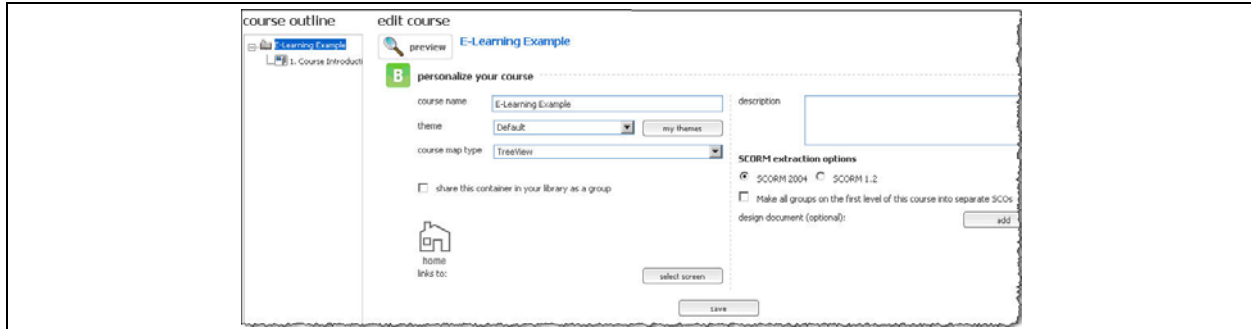 course outline
edit course
E-Learning Example
1. Course Introducti
preview
E-Learning Example
B
personalize your course
course name
E-Learning Example
theme
Default
my themes
course map type
TreeView
share this container in your library as a group
home
links to:
select screen
description
SCORM extraction options
SCORM 2004
SCORM 1.2
Make all groups on the first level of this course into separate SCOs
design document (optional):
add
save